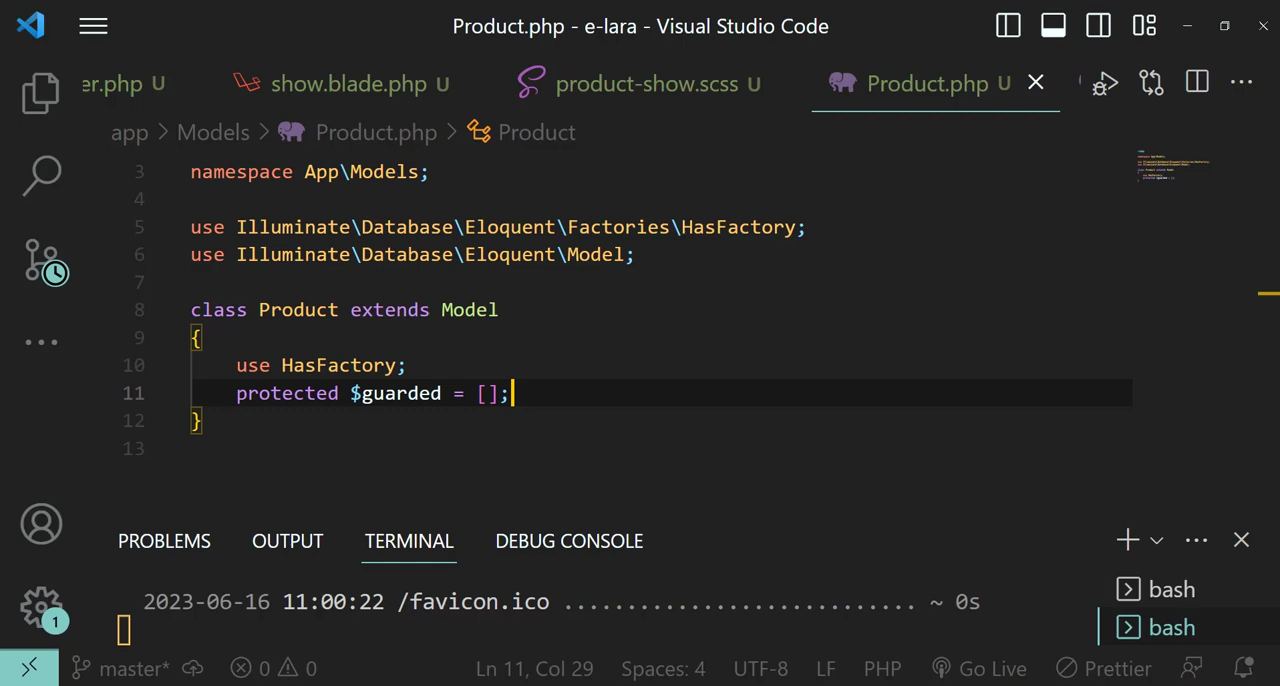 Product.php - e-lara - Visual Studio Code
er.php U show.blade.php U product-show.scss U Product.php U
app > Models > Product.php > Product
3 namespace App\Models;
4
5 use Illuminate\Database\Eloquent\Factories\HasFactory;
6 use Illuminate\Database\Eloquent\Model;
7
8 class Product extends Model
9 {
10 use HasFactory;
11 protected $guarded = [];
12 }
13
PROBLEMS OUTPUT TERMINAL DEBUG CONSOLE
2023-06-16 11:00:22 /favicon.ico ............................ ~ 0s
bash
bash
1
master* 0 0 Ln 11, Col 29 Spaces: 4 UTF-8 LF PHP Go Live Prettier